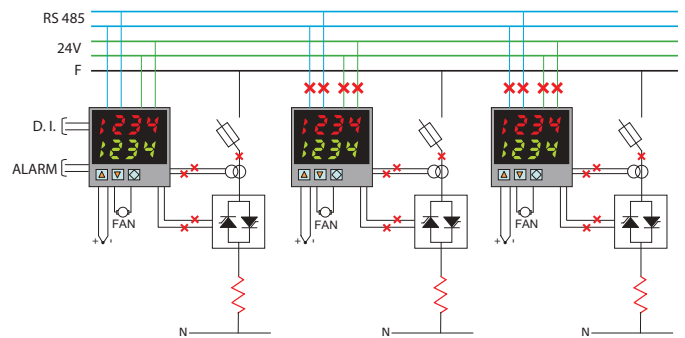 RS 485
24V
F
D. I.
1234
1234
1234
1234
1234
1234
ALARM
FAN
FAN
FAN
+ -
+ -
+ -
N
N
N